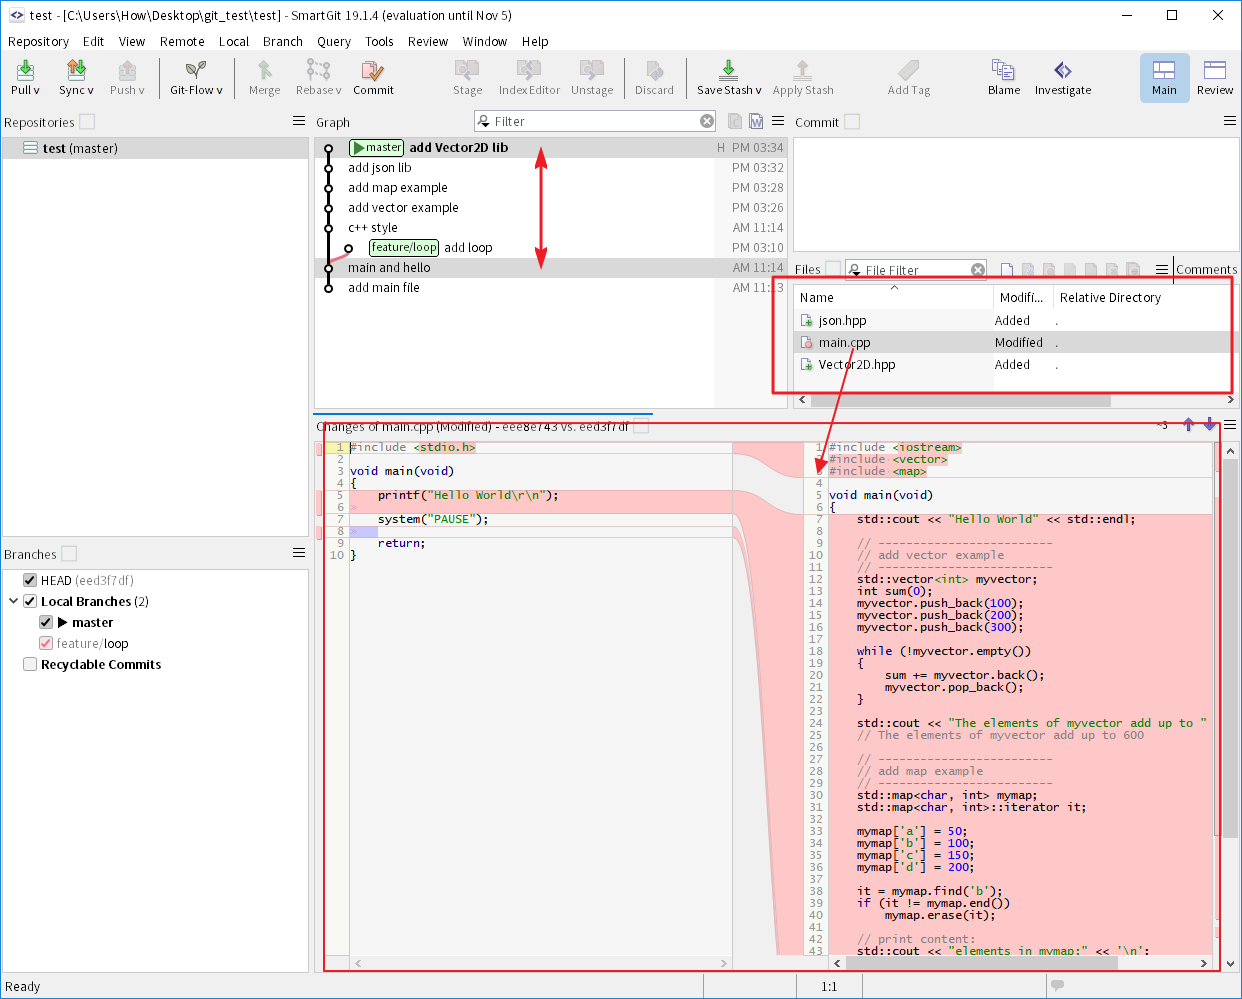 test - [C:\Users\How\Desktop\git_test\test] - SmartGit 19.1.4 (evaluation until Nov 5)
Repository Edit View Remote Local Branch Query Tools Review Window Help
Pull ∨ Sync ∨ Push ∨ Git-Flow ∨ Merge Rebase ∨ Commit Stage Index Editor Unstage Discard Save Stash ∨ Apply Stash Add Tag Blame Investigate Main Review
Repositories
test (master)
Graph
Filter
master add Vector2D lib H PM 03:34
add json lib PM 03:32
add map example PM 03:28
add vector example PM 03:26
c++ style AM 11:14
feature/loop add loop PM 03:10
main and hello AM 11:14
add main file AM 11:13
Commit
Files File Filter Comments
Name Modifi... Relative Directory
json.hpp Added .
main.cpp Modified .
Vector2D.hpp Added .
Branches
HEAD (eed3f7df)
Local Branches (2)
master
feature/loop
Recyclable Commits
Changes of main.cpp (Modified) - eee8e743 vs. eed3f7df ~3
1 #include <stdio.h>
2
3 void main(void)
4 {
5 printf("Hello World\r\n");
6 »
7 system("PAUSE");
8 »
9 return;
10 }
1 #include <iostream>
2 #include <vector>
3 #include <map>
4
5 void main(void)
6 {
7 std::cout << "Hello World" << std::endl;
8
9 // -------------------------
10 // add vector example
11 // -------------------------
12 std::vector<int> myvector;
13 int sum(0);
14 myvector.push_back(100);
15 myvector.push_back(200);
16 myvector.push_back(300);
17
18 while (!myvector.empty())
19 {
20 sum += myvector.back();
21 myvector.pop_back();
22 }
23
24 std::cout << "The elements of myvector add up to "
25 // The elements of myvector add up to 600
26
27 // -------------------------
28 // add map example
29 // -------------------------
30 std::map<char, int> mymap;
31 std::map<char, int>::iterator it;
32
33 mymap['a'] = 50;
34 mymap['b'] = 100;
35 mymap['c'] = 150;
36 mymap['d'] = 200;
37
38 it = mymap.find('b');
39 if (it != mymap.end())
40 mymap.erase(it);
41
42 // print content:
43 std::cout << "elements in mymap:" << '\n';
Ready 1:1